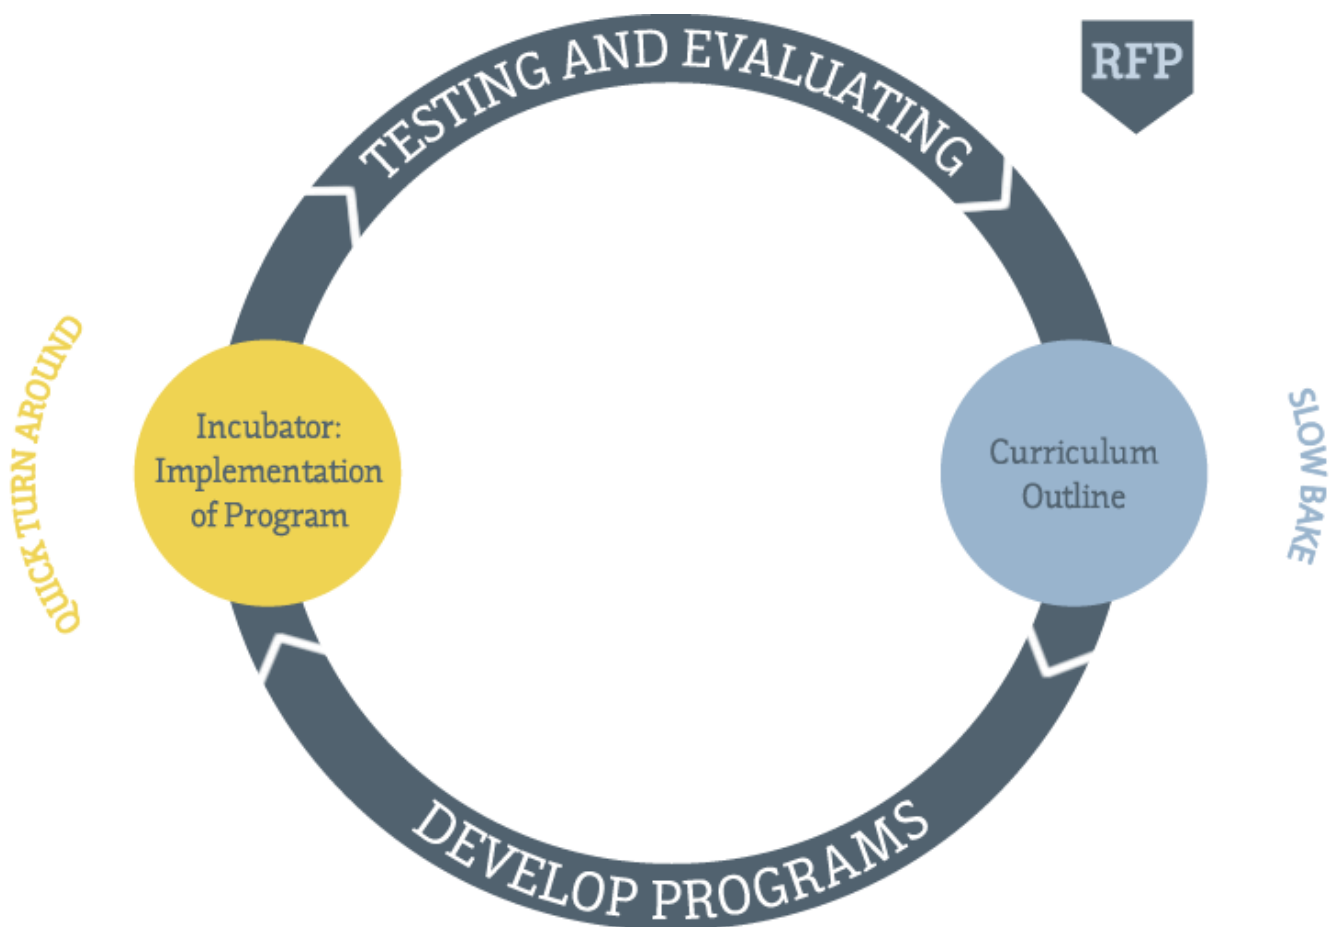 TESTING AND EVALUATING
RFP
QUICK TURN AROUND
Incubator:
Implementation
of Program
Curriculum
Outline
SLOW BAKE
DEVELOP PROGRAMS